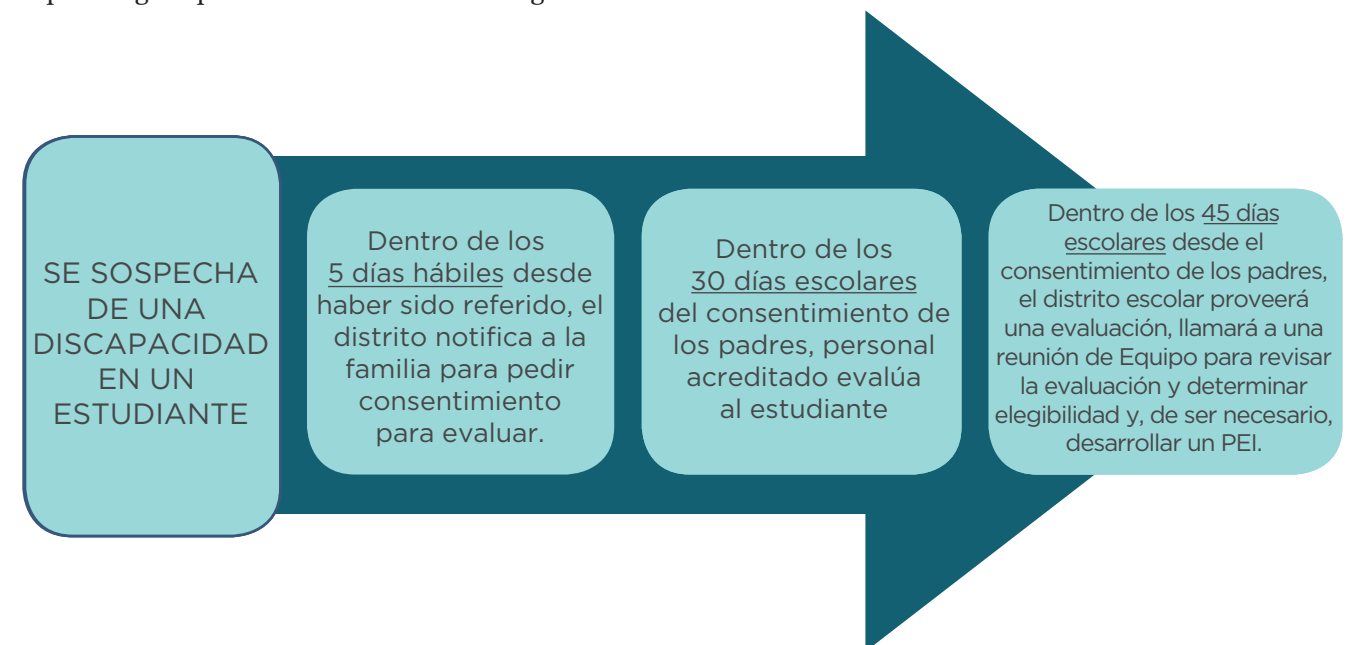 SE SOSPECHA
DE UNA
DISCAPACIDAD
EN UN
ESTUDIANTE
Dentro de los
5 días hábiles desde
haber sido referido, el
distrito notifica a la
familia para pedir
consentimiento
para evaluar.
Dentro de los
30 días escolares
del consentimiento de
los padres, personal
acreditado evalúa
al estudiante
Dentro de los 45 días
escolares desde el
consentimiento de los padres,
el distrito escolar proveerá
una evaluación, llamará a una
reunión de Equipo para revisar
la evaluación y determinar
elegibilidad y, de ser necesario,
desarrollar un PEI.